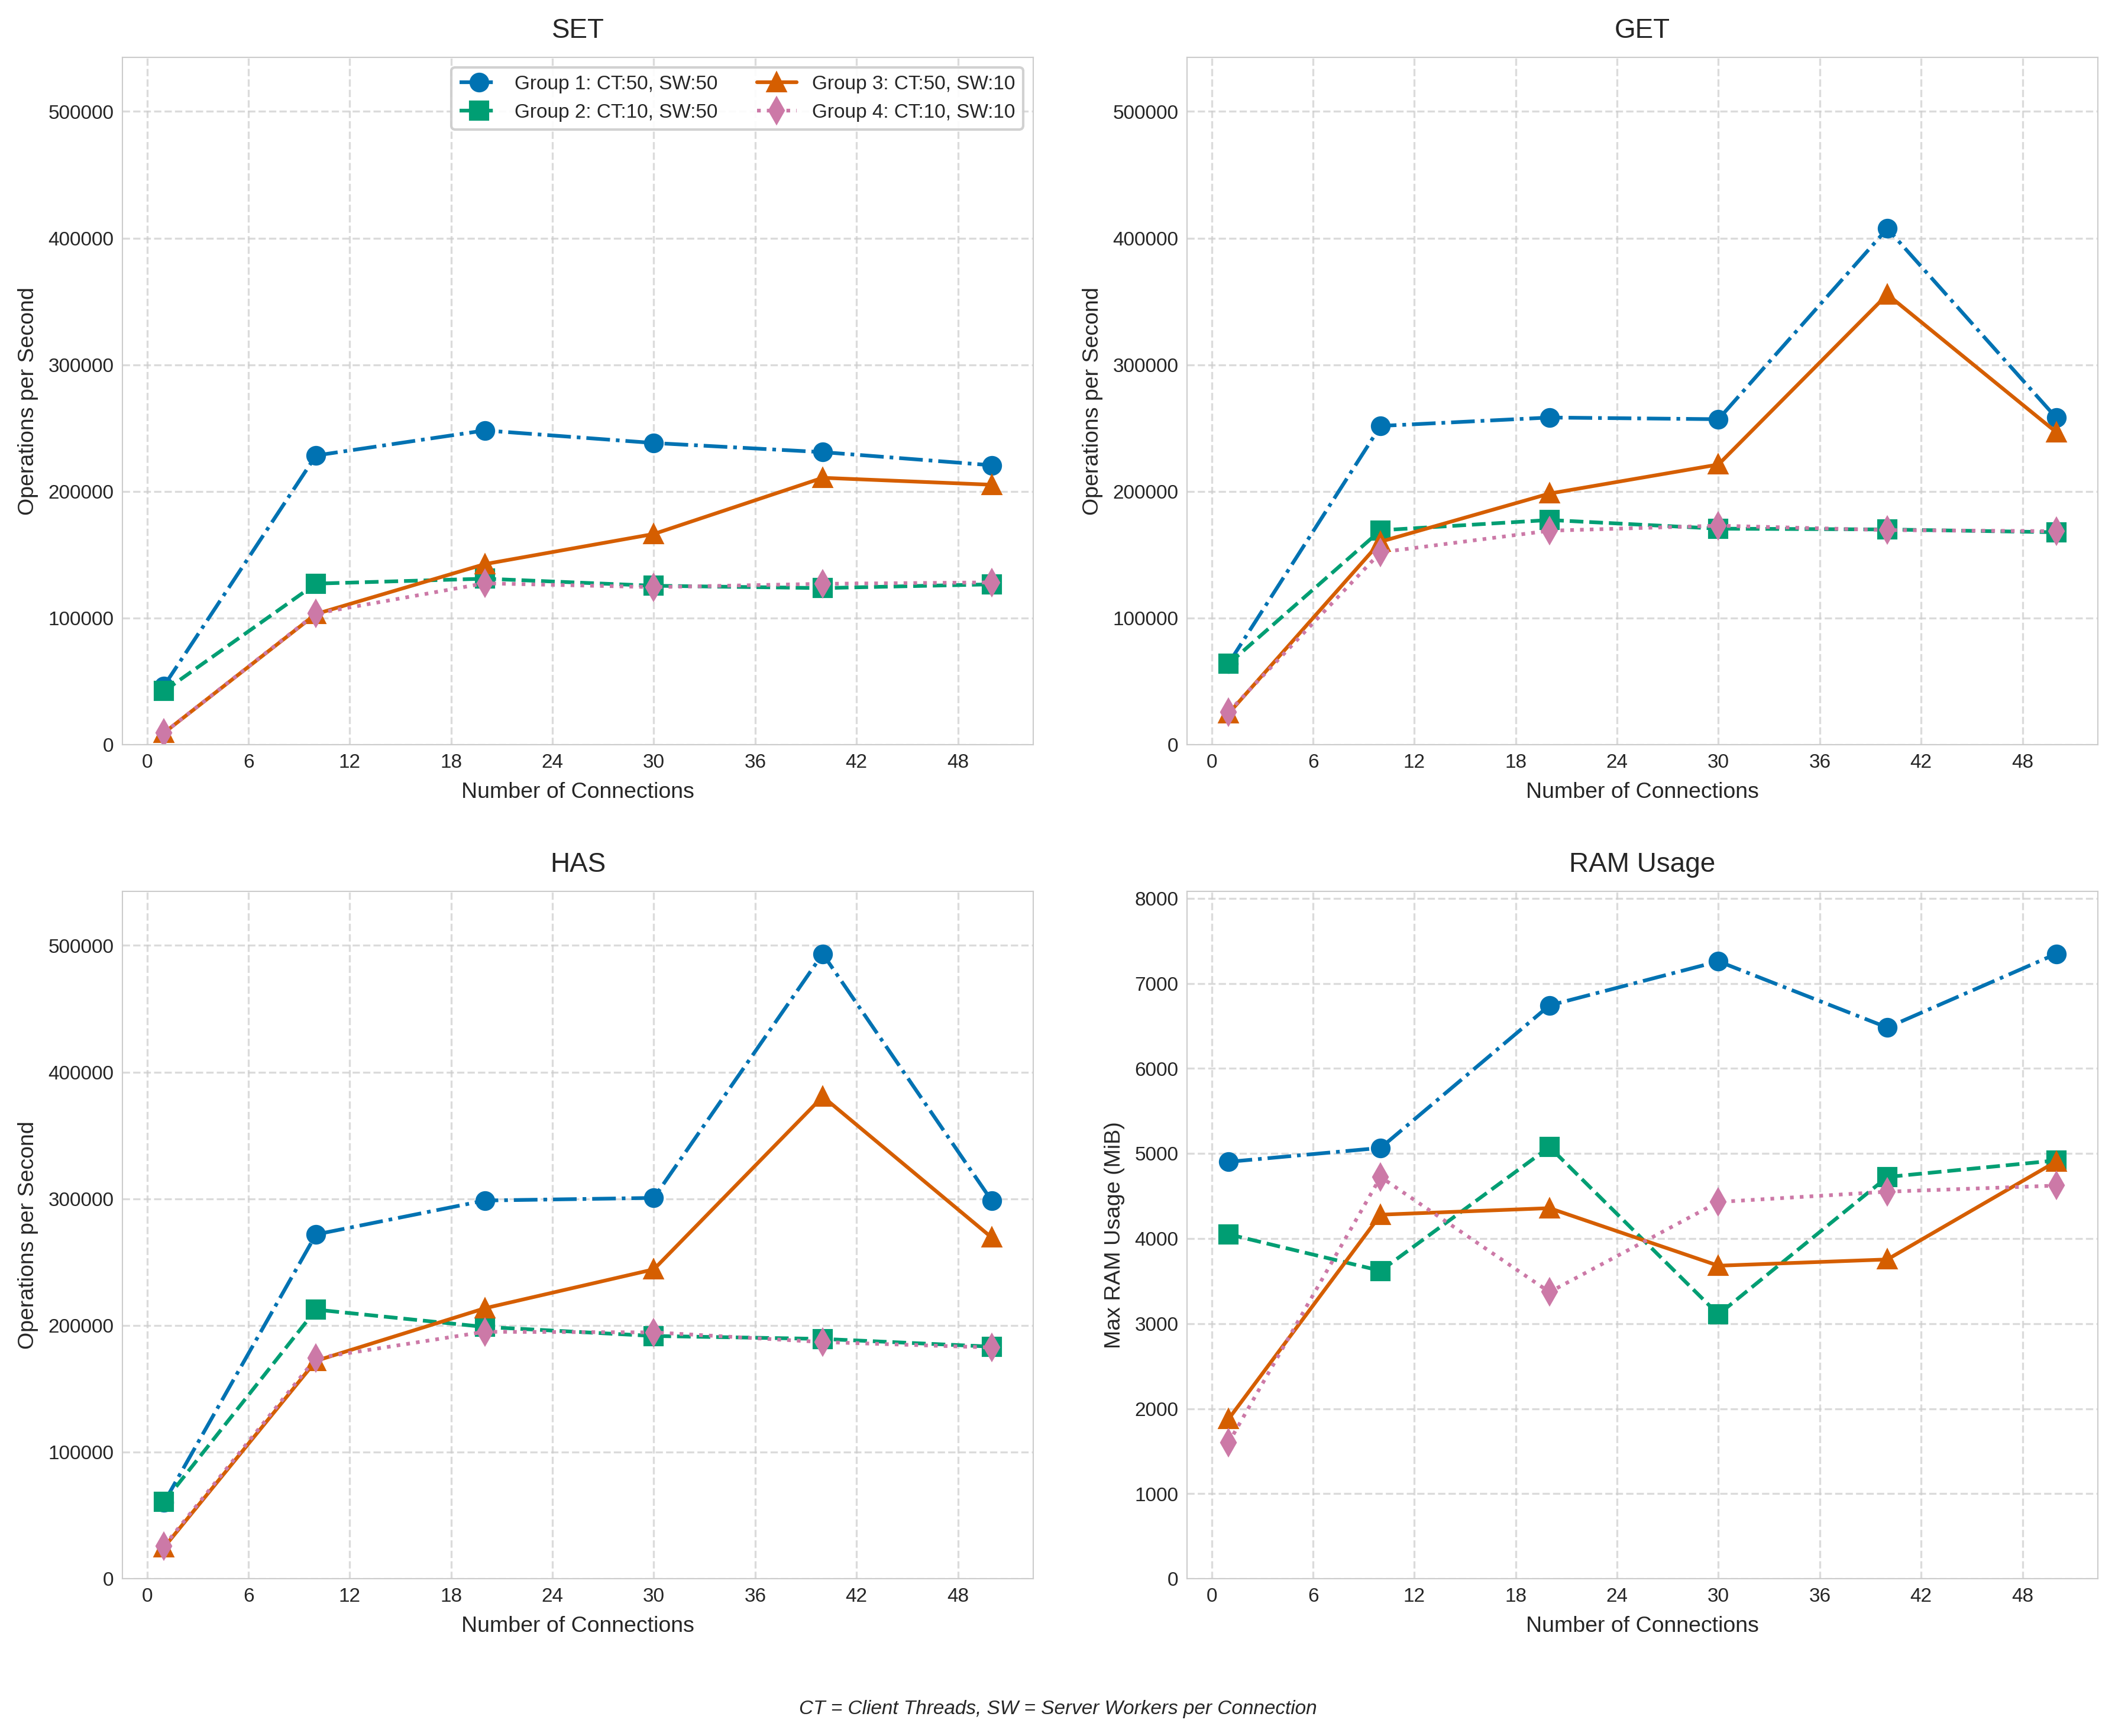 SET
Operations per Second
500000
400000
300000
200000
100000
0
Group 1: CT:50, SW:50
Group 2: CT:10, SW:50
Group 3: CT:50, SW:10
Group 4: CT:10, SW:10
0 6 12 18 24 30 36 42 48
Number of Connections
GET
Operations per Second
500000
400000
300000
200000
100000
0
0 6 12 18 24 30 36 42 48
Number of Connections
HAS
Operations per Second
500000
400000
300000
200000
100000
0
0 6 12 18 24 30 36 42 48
Number of Connections
RAM Usage
Max RAM Usage (MiB)
8000
7000
6000
5000
4000
3000
2000
1000
0
0 6 12 18 24 30 36 42 48
Number of Connections
CT = Client Threads, SW = Server Workers per Connection